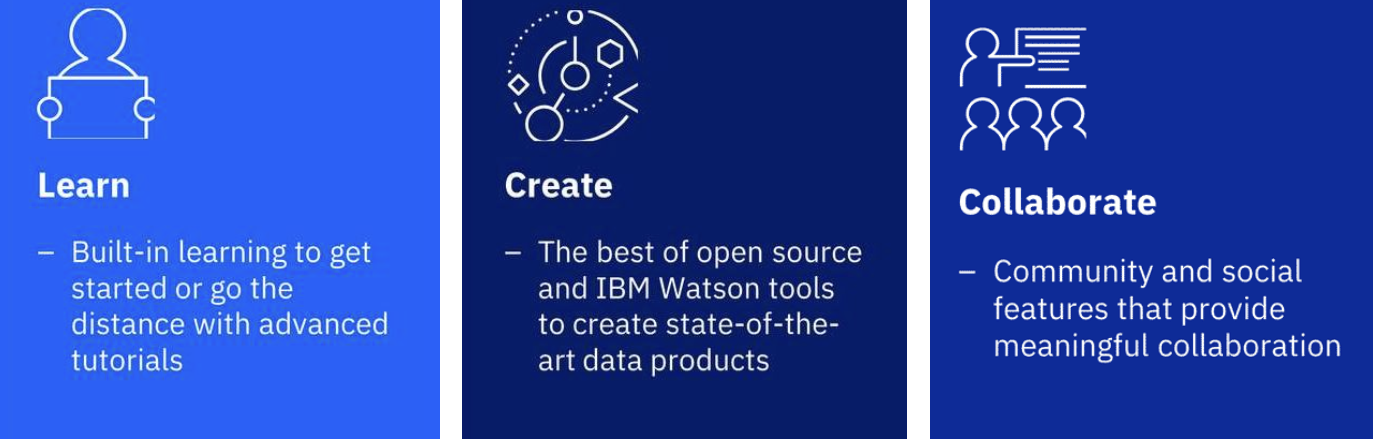 Learn
– Built-in learning to get
started or go the
distance with advanced
tutorials
Create
– The best of open source
and IBM Watson tools
to create state-of-the-
art data products
Collaborate
– Community and social
features that provide
meaningful collaboration